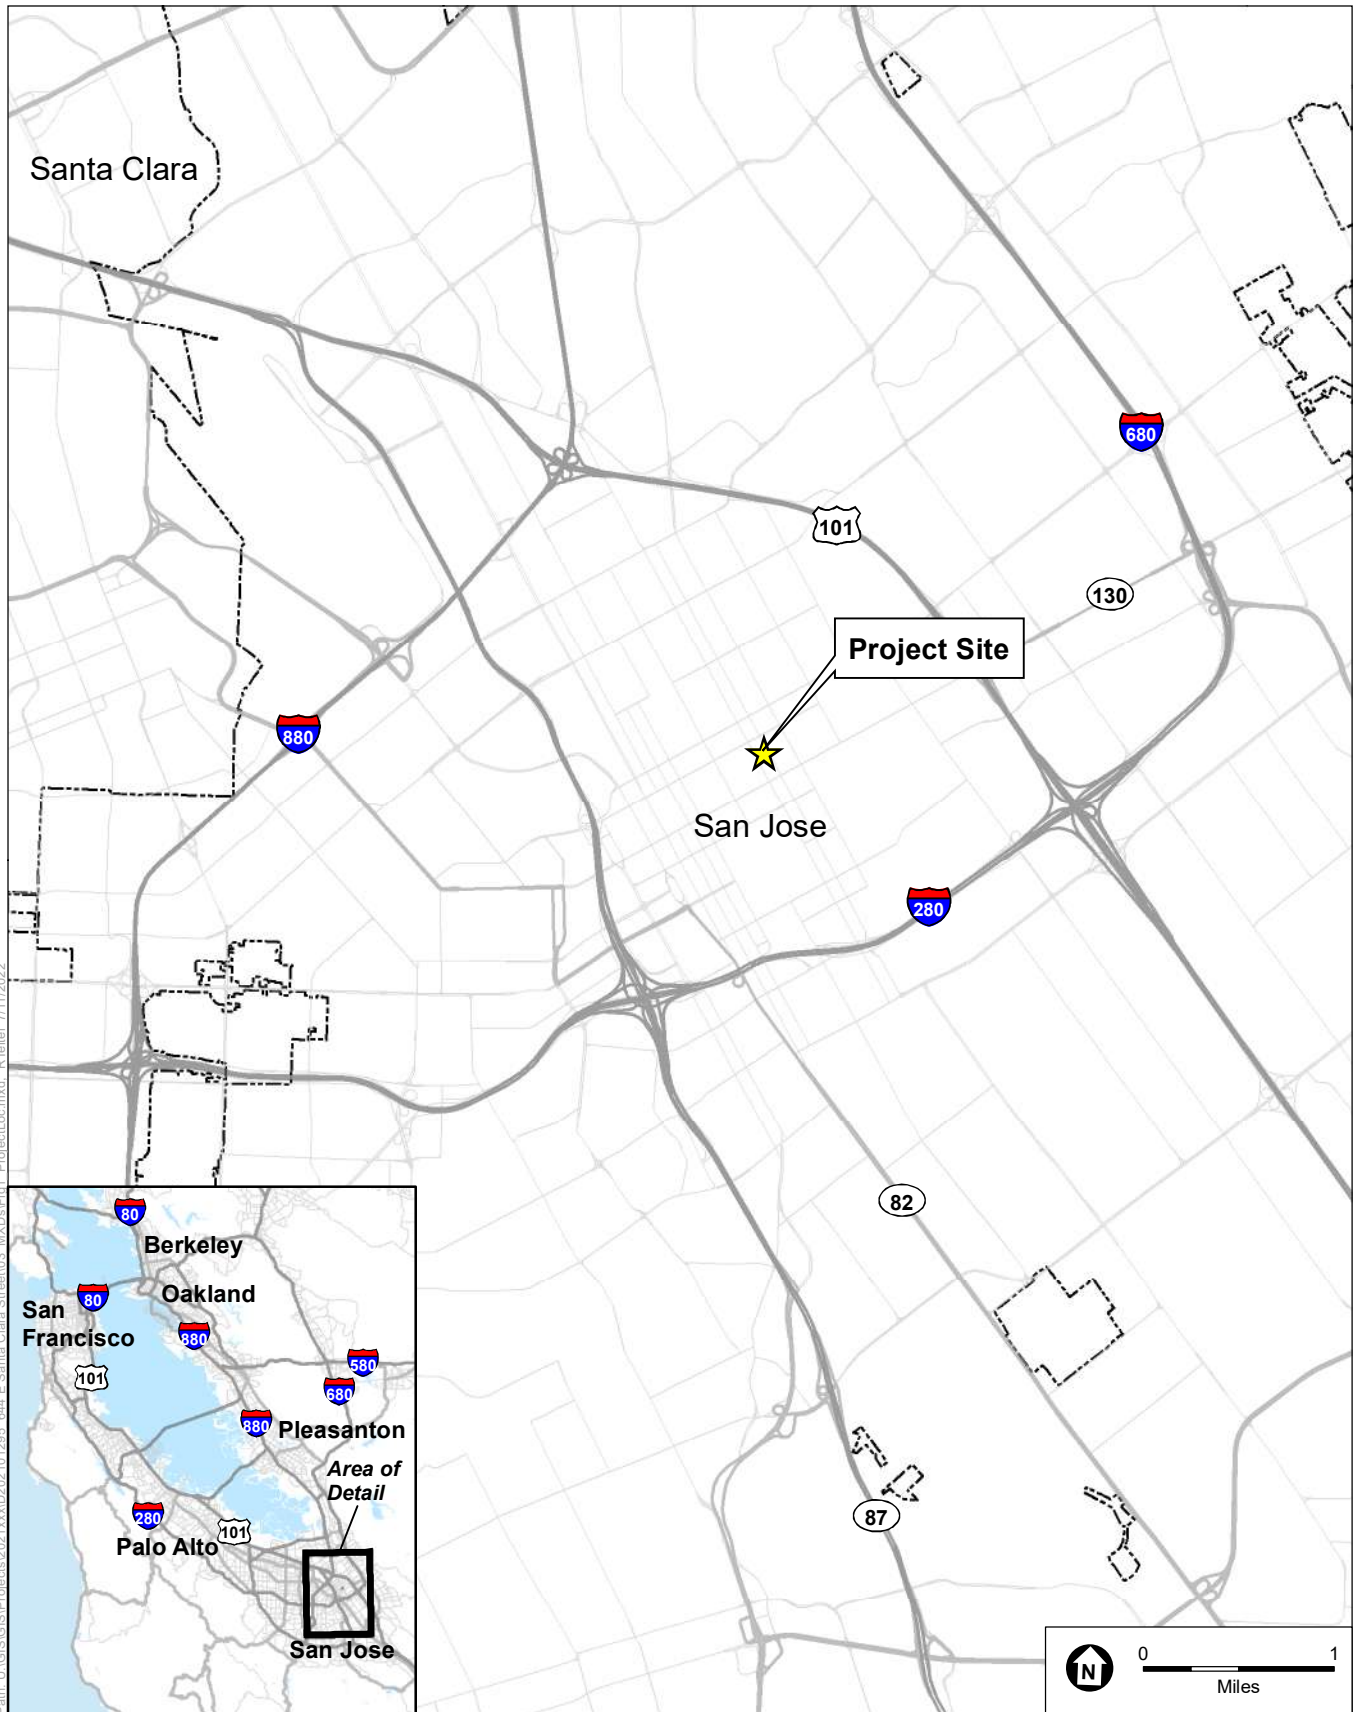 Santa Clara
680
101
130
Project Site
880
San Jose
280
82
87
80
Berkeley
80
Oakland
San
Francisco
880
101
580
680
880
Pleasanton
Area of
Detail
280
101
Palo Alto
San Jose
N
0 1
Miles